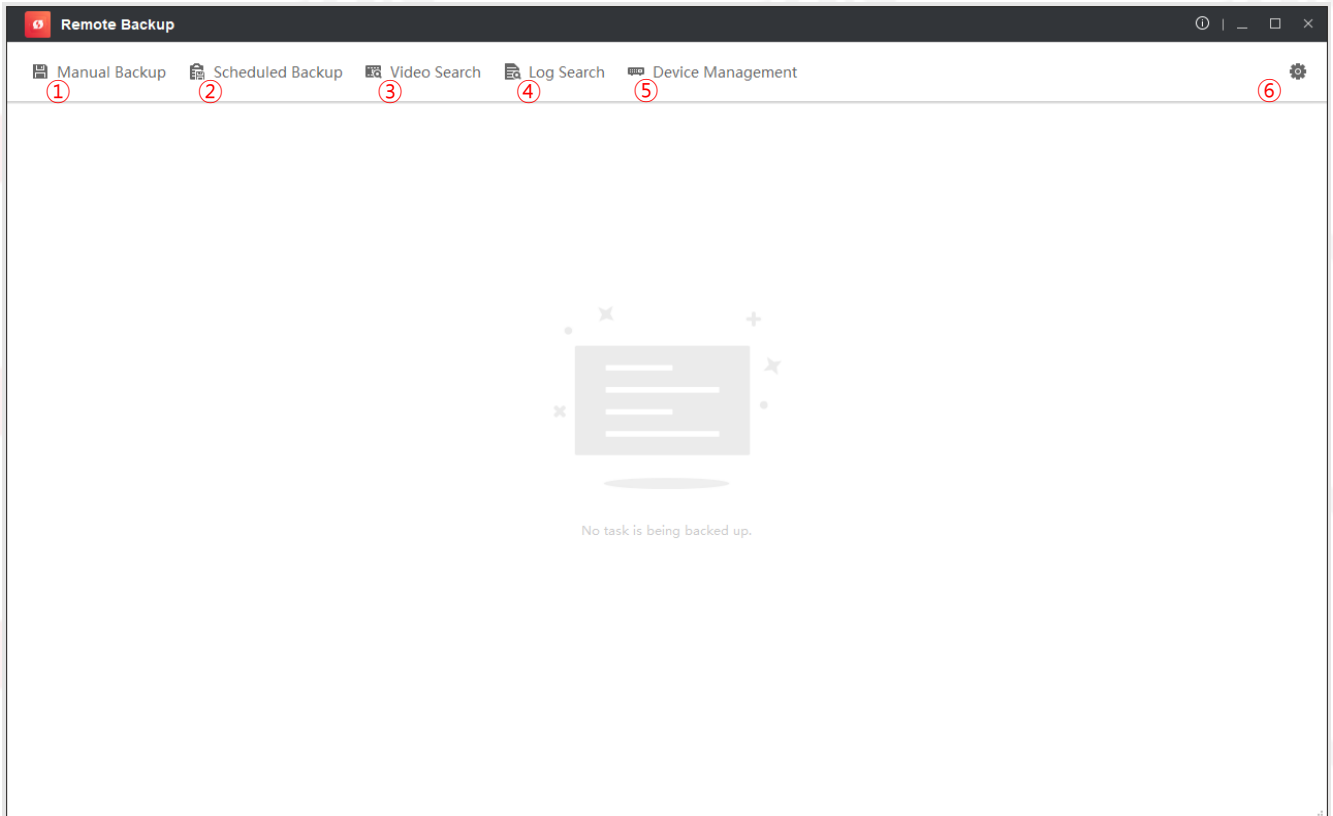 Remote Backup
Manual Backup Scheduled Backup Video Search Log Search Device Management
① ② ③ ④ ⑤ ⑥
No task is being backed up.